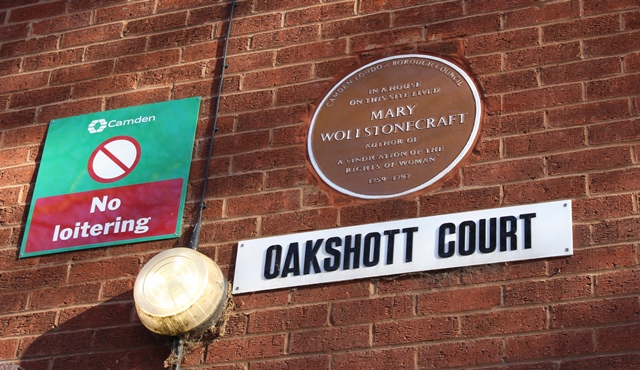 Camden
No
loitering
CAMDEN LONDON BOROUGH COUNCIL
IN A HOUSE
ON THIS SITE LIVED
MARY
WOLLSTONECRAFT
AUTHOR OF
A VINDICATION OF THE
RIGHTS OF WOMAN
1759-1797
OAKSHOTT COURT